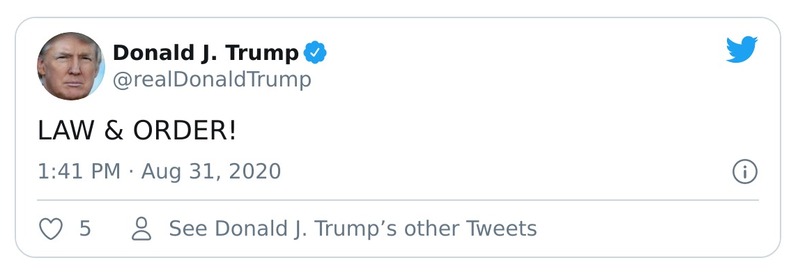 Donald J. Trump
@realDonaldTrump
LAW & ORDER!
1:41 PM · Aug 31, 2020
5
See Donald J. Trump’s other Tweets